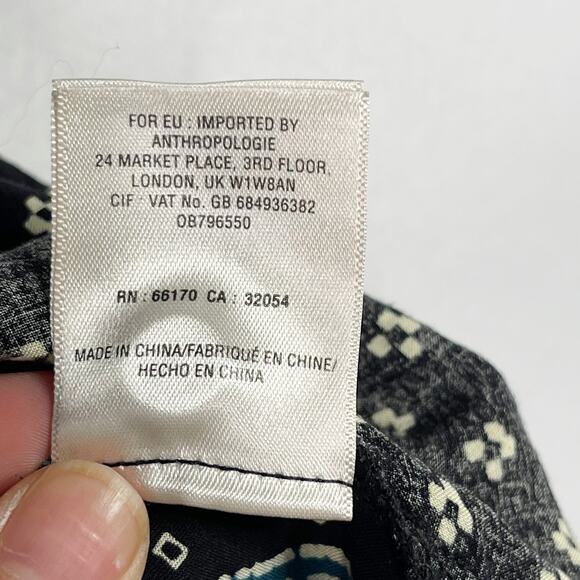 FOR EU : IMPORTED BY
ANTHROPOLOGIE
24 MARKET PLACE, 3RD FLOOR,
LONDON, UK W1W8AN
CIF · VAT No. GB 684936382
OB796550
RN : 66170 CA : 32054
MADE IN CHINA/FABRIQUÉ EN CHINE/
HECHO EN CHINA